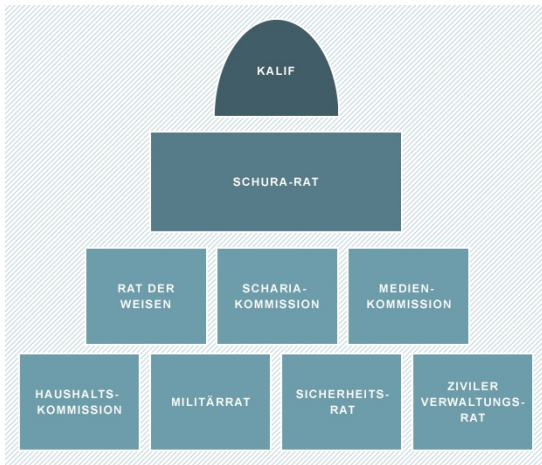 KALIF
SCHURA-RAT
RAT DER
WEISEN
SCHARIA-
KOMMISSION
MEDIEN-
KOMMISSION
HAUSHALTS-
KOMMISSION
MILITÄRRAT
SICHERHEITS-
RAT
ZIVILER
VERWALTUNGS-
RAT